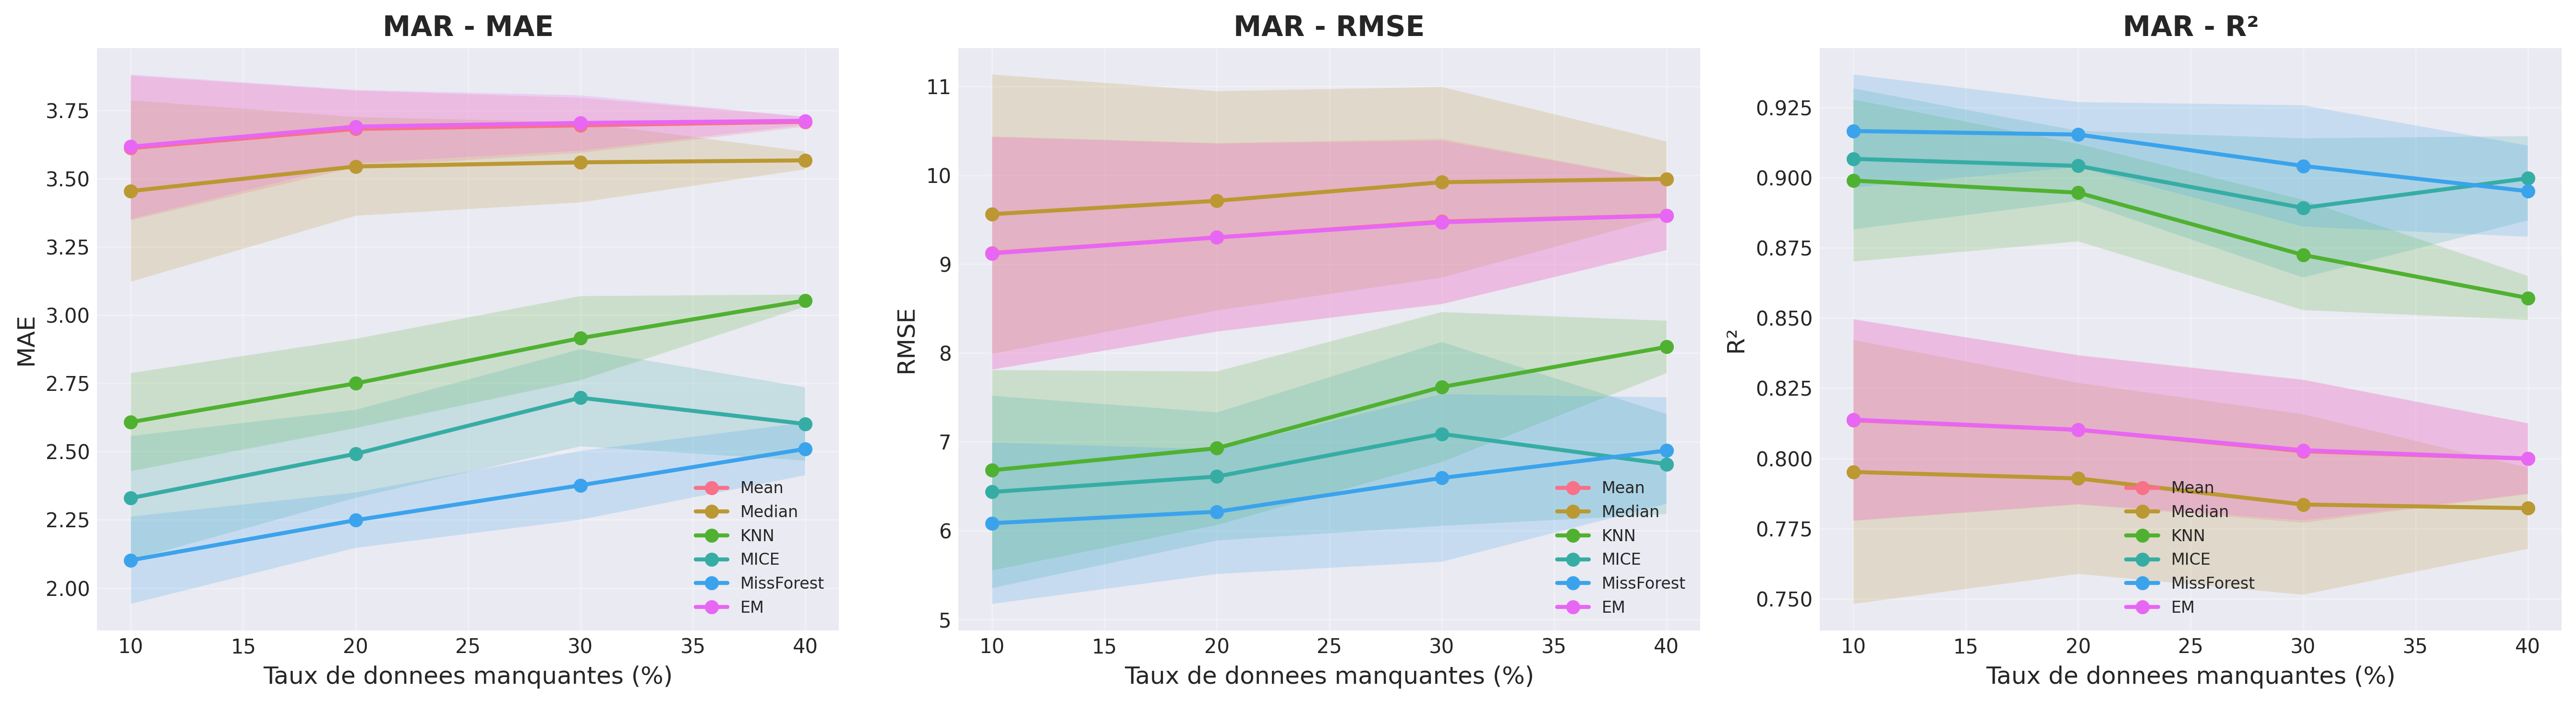 MAR - MAE
MAE
3.75
3.50
3.25
3.00
2.75
2.50
2.25
2.00
10 15 20 25 30 35 40
Taux de donnees manquantes (%)
Mean
Median
KNN
MICE
MissForest
EM
MAR - RMSE
RMSE
11
10
9
8
7
6
5
10 15 20 25 30 35 40
Taux de donnees manquantes (%)
Mean
Median
KNN
MICE
MissForest
EM
MAR - R²
R²
0.925
0.900
0.875
0.850
0.825
0.800
0.775
0.750
10 15 20 25 30 35 40
Taux de donnees manquantes (%)
Mean
Median
KNN
MICE
MissForest
EM